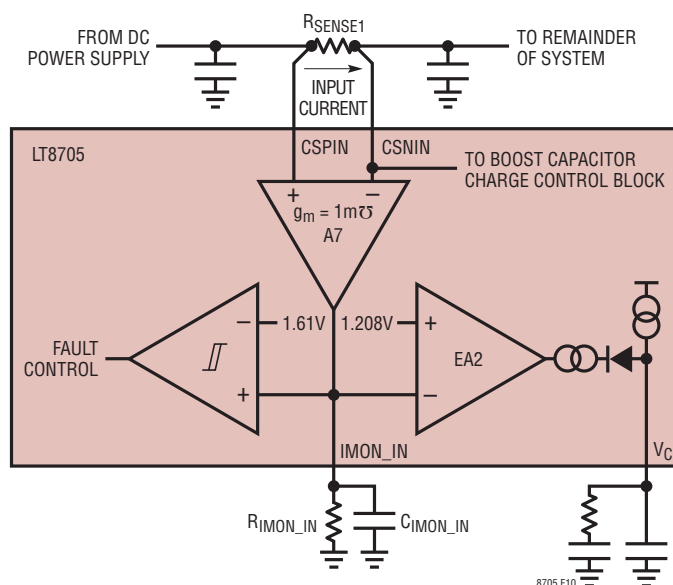 FROM DC
POWER SUPPLY
RSENSE1
TO REMAINDER
OF SYSTEM
INPUT
CURRENT
LT8705
CSPIN
CSNIN
TO BOOST CAPACITOR
CHARGE CONTROL BLOCK
+
−
gm = 1m℧
A7
FAULT
CONTROL
−
1.61V
1.208V
+
EA2
+
−
IMON_IN
VC
RIMON_IN
CIMON_IN
8705 F10